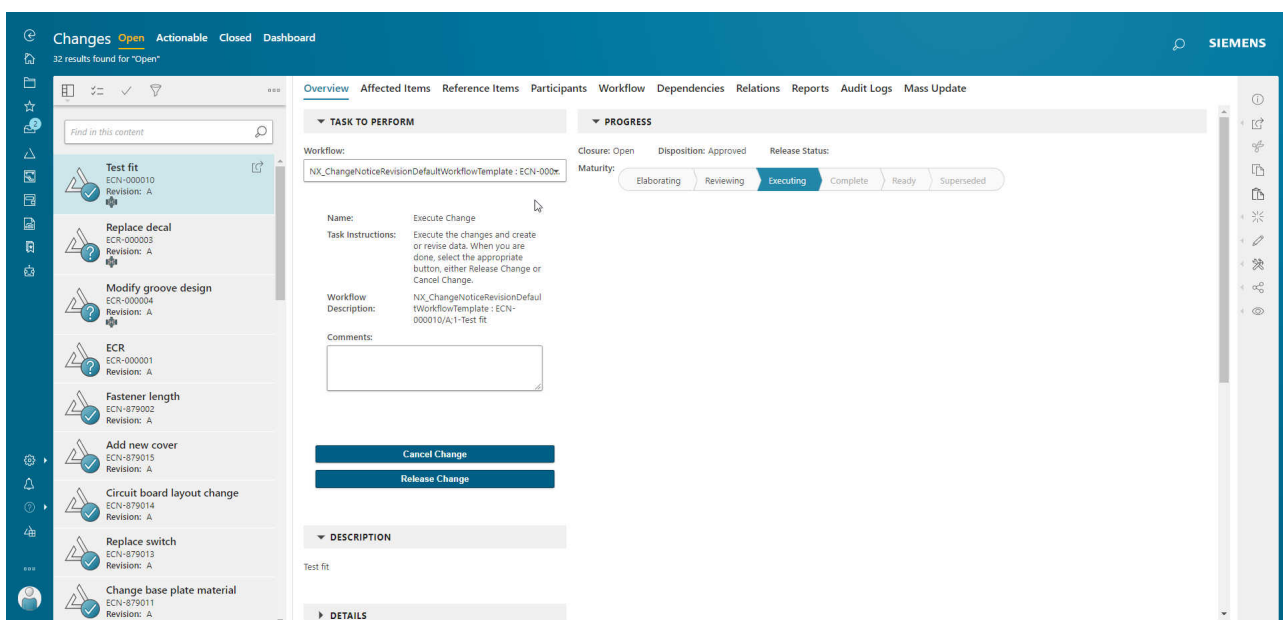 Changes Open Actionable Closed Dashboard
32 results found for "Open"
SIEMENS
2
Find in this content
Test fit
ECN-000010
Revision: A
Replace decal
ECR-000003
Revision: A
Modify groove design
ECR-000004
Revision: A
ECR
ECR-000001
Revision: A
Fastener length
ECN-879002
Revision: A
Add new cover
ECN-879015
Revision: A
Circuit board layout change
ECN-879014
Revision: A
Replace switch
ECN-879013
Revision: A
Change base plate material
ECN-879011
Revision: A
Overview Affected Items Reference Items Participants Workflow Dependencies Relations Reports Audit Logs Mass Update
TASK TO PERFORM
Workflow:
NX_ChangeNoticeRevisionDefaultWorkflowTemplate : ECN-000
Name: Execute Change
Task Instructions: Execute the changes and create
or revise data. When you are
done, select the appropriate
button, either Release Change or
Cancel Change.
Workflow NX_ChangeNoticeRevisionDefaul
Description: tWorkflowTemplate : ECN-
000010/A;1-Test fit
Comments:
Cancel Change
Release Change
DESCRIPTION
Test fit
DETAILS
PROGRESS
Closure: Open Disposition: Approved Release Status:
Maturity: Elaborating Reviewing Executing Complete Ready Superseded